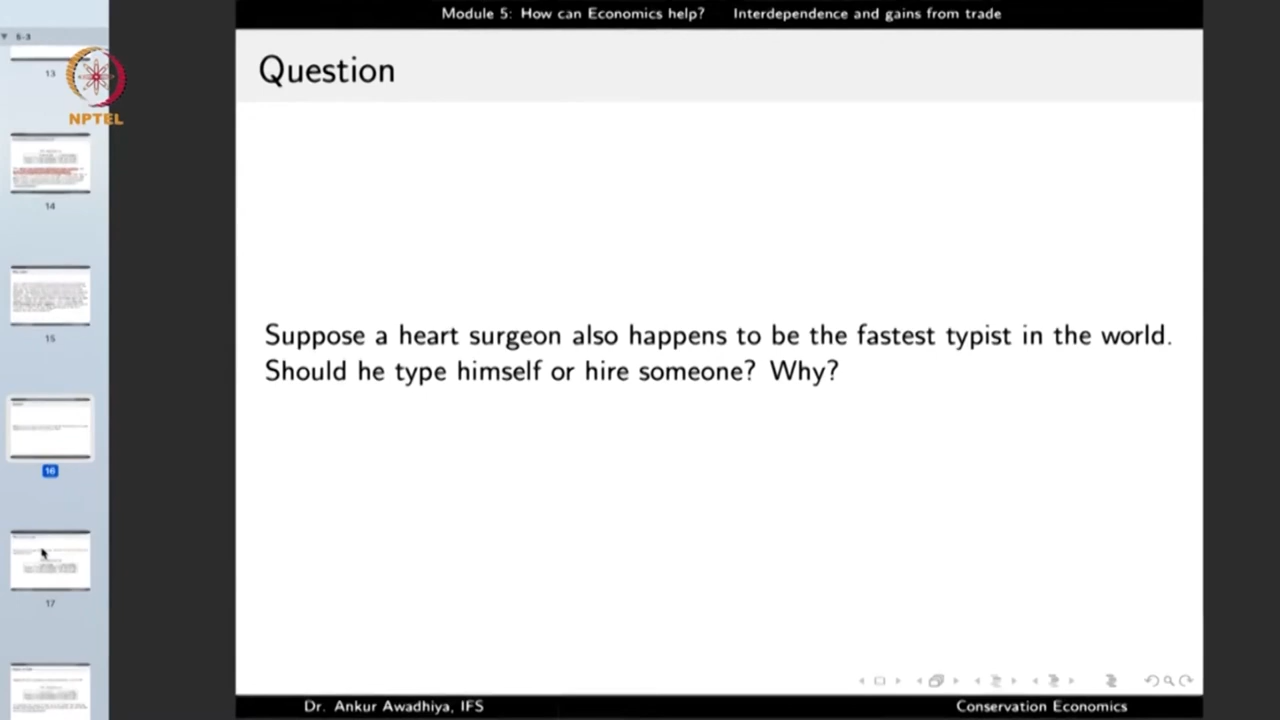 Module 5: How can Economics help? Interdependence and gains from trade
5-3
13
NPTEL
Question
14
15
Suppose a heart surgeon also happens to be the fastest typist in the world.
Should he type himself or hire someone? Why?
16
17
Dr. Ankur Awadhiya, IFS Conservation Economics